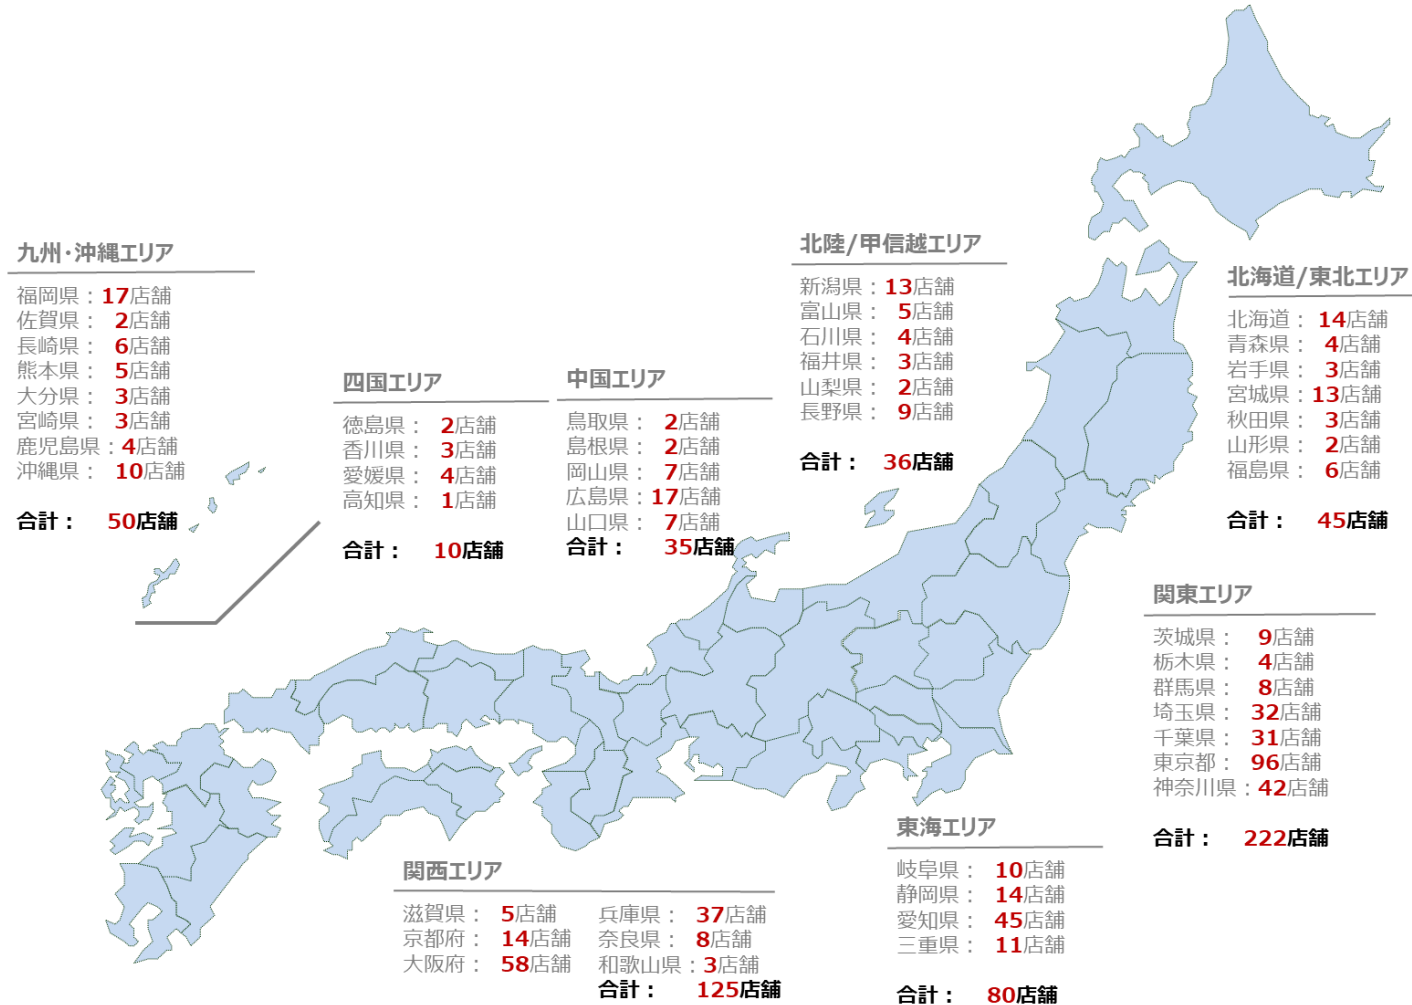 九州・沖縄エリア
福岡県：17店舗
佐賀県： 2店舗
長崎県： 6店舗
熊本県： 5店舗
大分県： 3店舗
宮崎県： 3店舗
鹿児島県：4店舗
沖縄県： 10店舗
合計： 50店舗
四国エリア
徳島県： 2店舗
香川県： 3店舗
愛媛県： 4店舗
高知県： 1店舗
合計： 10店舗
中国エリア
鳥取県： 2店舗
島根県： 2店舗
岡山県： 7店舗
広島県：17店舗
山口県： 7店舗
合計： 35店舗
北陸/甲信越エリア
新潟県：13店舗
富山県： 5店舗
石川県： 4店舗
福井県： 3店舗
山梨県： 2店舗
長野県： 9店舗
合計： 36店舗
北海道/東北エリア
北海道： 14店舗
青森県： 4店舗
岩手県： 3店舗
宮城県：13店舗
秋田県： 3店舗
山形県： 2店舗
福島県： 6店舗
合計： 45店舗
関東エリア
茨城県： 9店舗
栃木県： 4店舗
群馬県： 8店舗
埼玉県： 32店舗
千葉県： 31店舗
東京都： 96店舗
神奈川県：42店舗
合計： 222店舗
東海エリア
岐阜県： 10店舗
静岡県： 14店舗
愛知県： 45店舗
三重県： 11店舗
合計： 80店舗
関西エリア
滋賀県： 5店舗
京都府： 14店舗
大阪府： 58店舗
兵庫県： 37店舗
奈良県： 8店舗
和歌山県：3店舗
合計： 125店舗